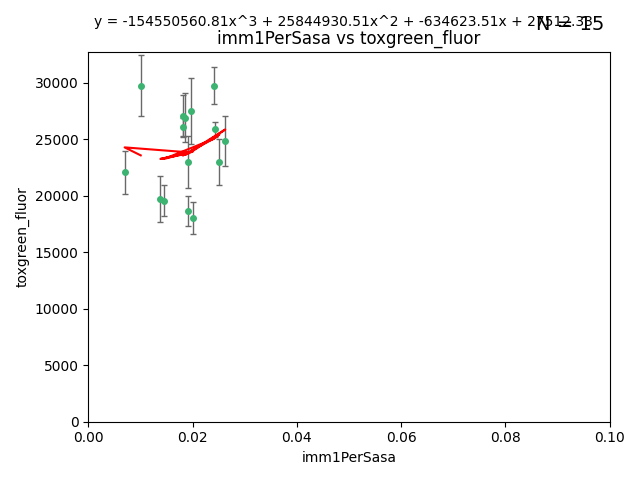 y = -154550560.81x^3 + 25844930.51x^2 + -634623.51x + 27512.38
N = 15
imm1PerSasa vs toxgreen_fluor
30000
25000
20000
15000
10000
5000
0
toxgreen_fluor
0.00 0.02 0.04 0.06 0.08 0.10
imm1PerSasa